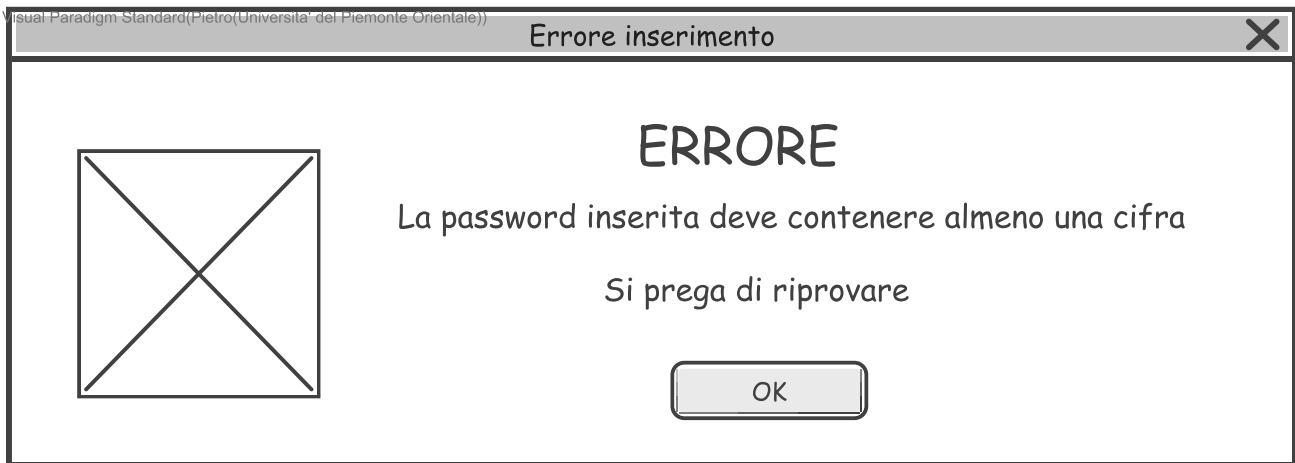 Visual Paradigm Standard(Pietro(Universita' del Piemonte Orientale))
Errore inserimento
ERRORE
La password inserita deve contenere almeno una cifra
Si prega di riprovare
OK